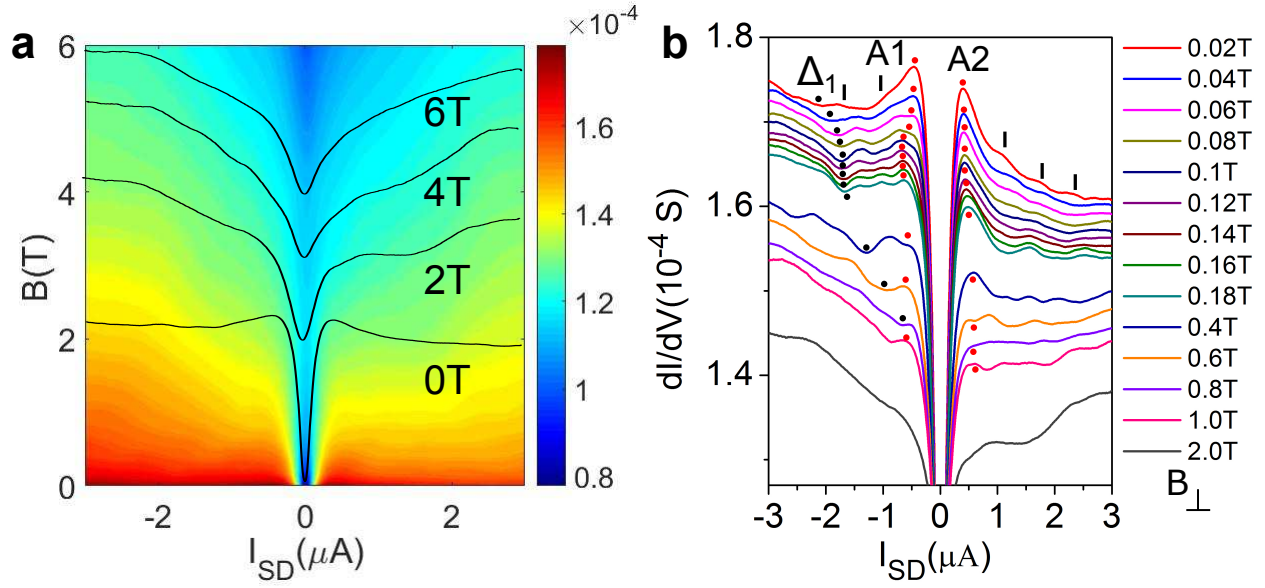 a
×10⁻⁴
6
4
2
0
B(T)
6T
4T
2T
0T
-2
0
2
I_SD(μA)
1.6
1.4
1.2
1
0.8
b
1.8
1.6
1.4
dI/dV(10⁻⁴ S)
Δ₁
A1
A2
-3
-2
-1
0
1
2
3
I_SD(μA)
0.02T
0.04T
0.06T
0.08T
0.1T
0.12T
0.14T
0.16T
0.18T
0.4T
0.6T
0.8T
1.0T
2.0T
B⊥